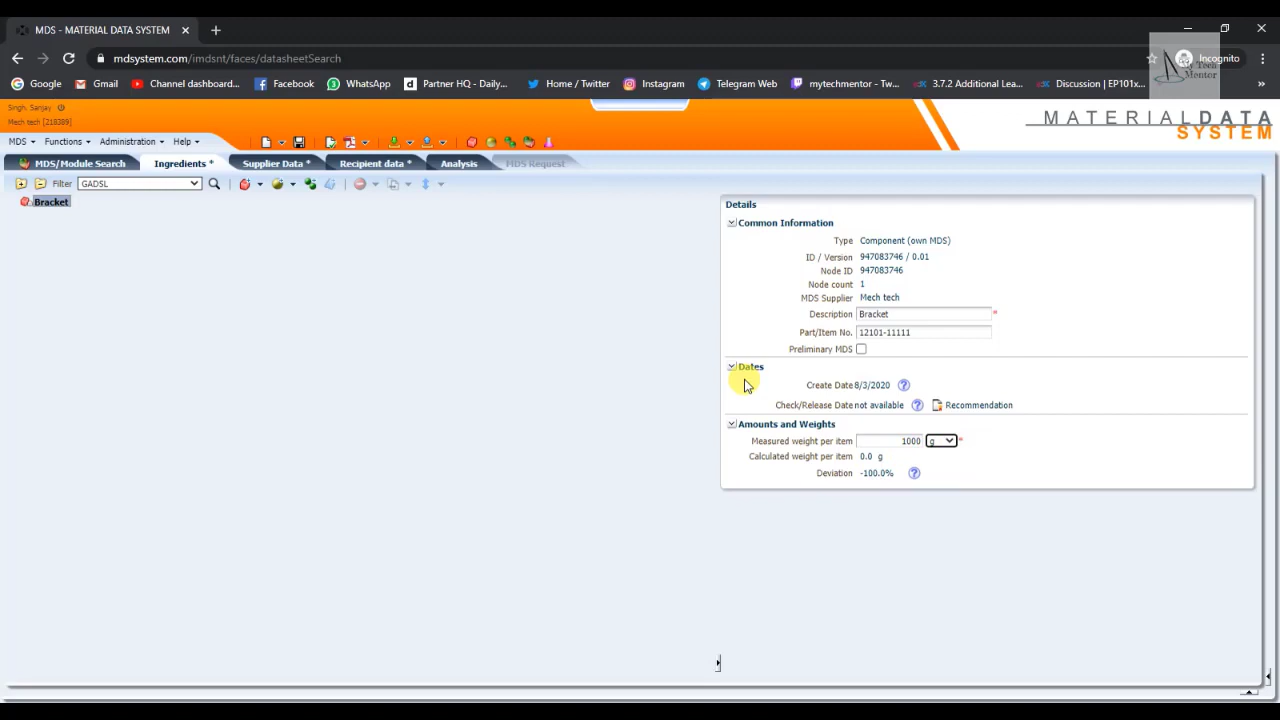 MDS - MATERIAL DATA SYSTEM
mdsystem.com/imdsnt/faces/datasheetSearch
Incognito
Google
Gmail
Channel dashboard...
Facebook
WhatsApp
Partner HQ - Daily...
Home / Twitter
Instagram
Telegram Web
mytechmentor - Tw...
3.7.2 Additional Lea...
Discussion | EP101x...
My Tech
Mentor
Singh, Sanjay
Mech tech [218389]
MATERIALDATA
SYSTEM
MDS
Functions
Administration
Help
MDS/Module Search
Ingredients *
Supplier Data *
Recipient data *
Analysis
MDS Request
Filter
GADSL
Bracket
Details
Common Information
Type Component (own MDS)
ID / Version 947083746 / 0.01
Node ID 947083746
Node count 1
MDS Supplier Mech tech
Description Bracket *
Part/Item No. 12101-11111
Preliminary MDS
Dates
Create Date 8/3/2020 ?
Check/Release Date not available ? Recommendation
Amounts and Weights
Measured weight per item 1000 g *
Calculated weight per item 0.0 g
Deviation -100.0% ?